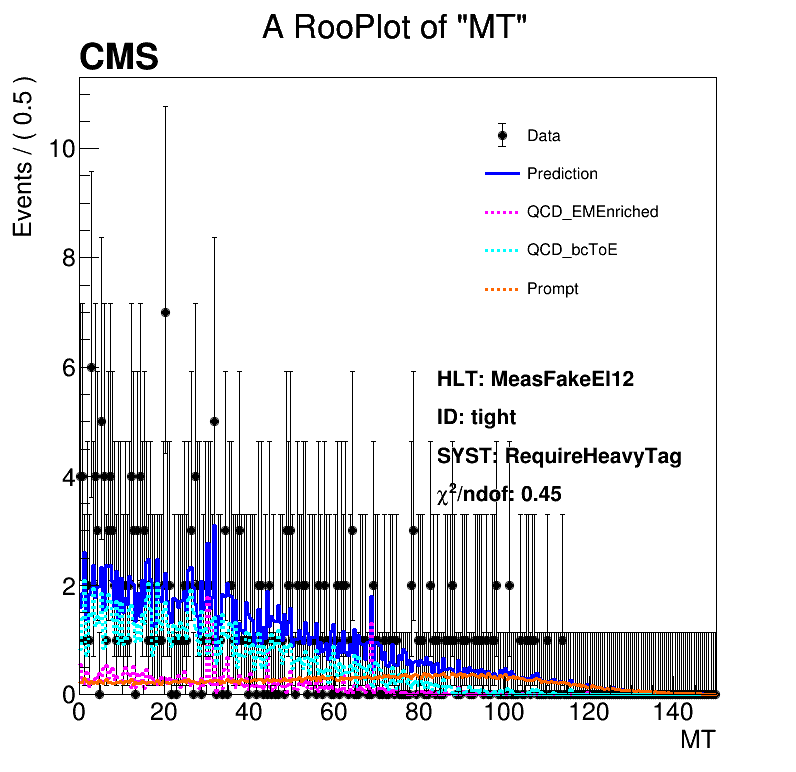 A RooPlot of "MT"
CMS
Events / ( 0.5 )
10
8
6
4
2
0
Data
Prediction
QCD_EMEnriched
QCD_bcToE
Prompt
HLT: MeasFakeEl12
ID: tight
SYST: RequireHeavyTag
χ²/ndof: 0.45
0 20 40 60 80 100 120 140
MT